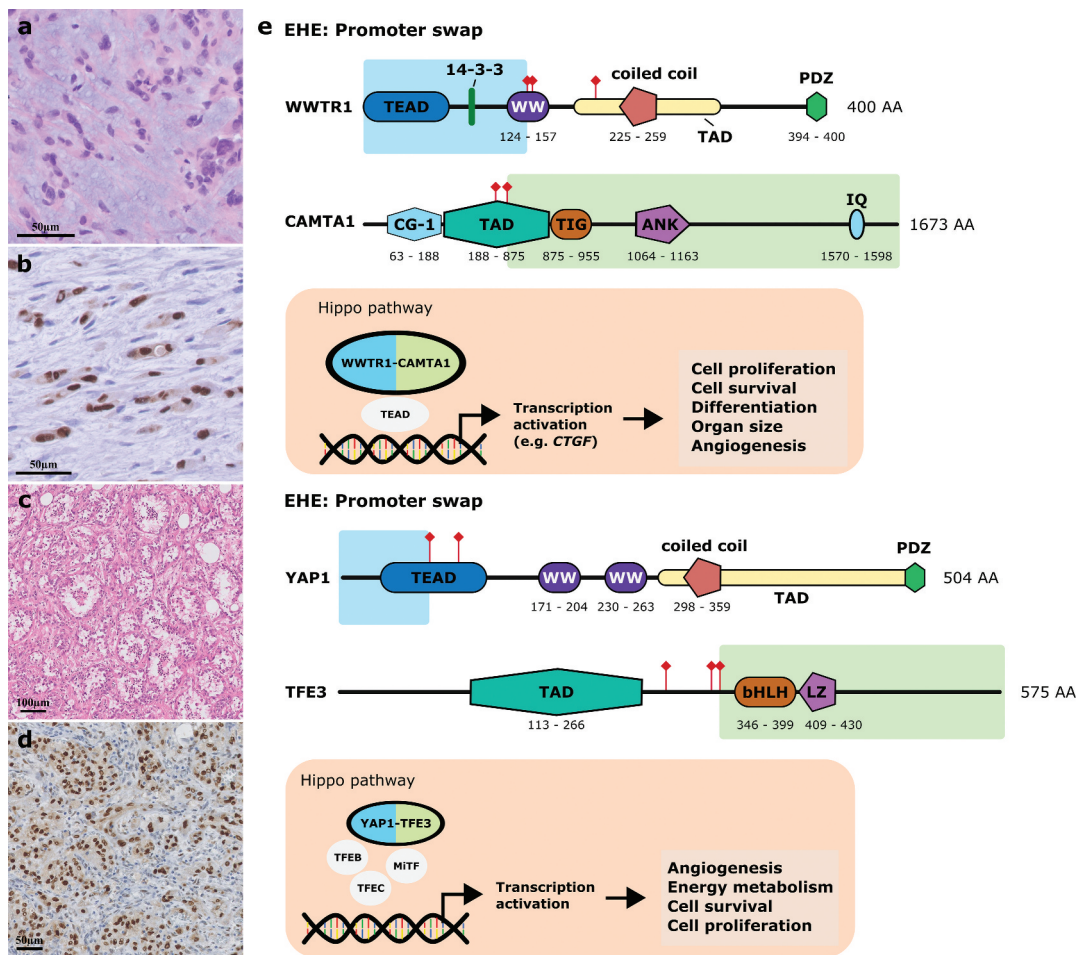 a
50µm
b
50µm
c
100µm
d
50µm
e EHE: Promoter swap
14-3-3
coiled coil
PDZ
WWTR1
TEAD
WW
400 AA
124 - 157
225 - 259
TAD
394 - 400
IQ
CAMTA1
CG-1
TAD
TIG
ANK
1673 AA
63 - 188
188 - 875
875 - 955
1064 - 1163
1570 - 1598
Hippo pathway
WWTR1-CAMTA1
TEAD
Transcription
activation
(e.g. CTGF)
Cell proliferation
Cell survival
Differentiation
Organ size
Angiogenesis
EHE: Promoter swap
coiled coil
PDZ
YAP1
TEAD
WW
WW
504 AA
171 - 204
230 - 263
298 - 359
TAD
TFE3
TAD
bHLH
LZ
575 AA
113 - 266
346 - 399
409 - 430
Hippo pathway
YAP1-TFE3
TFEB
MiTF
TFEC
Transcription
activation
Angiogenesis
Energy metabolism
Cell survival
Cell proliferation